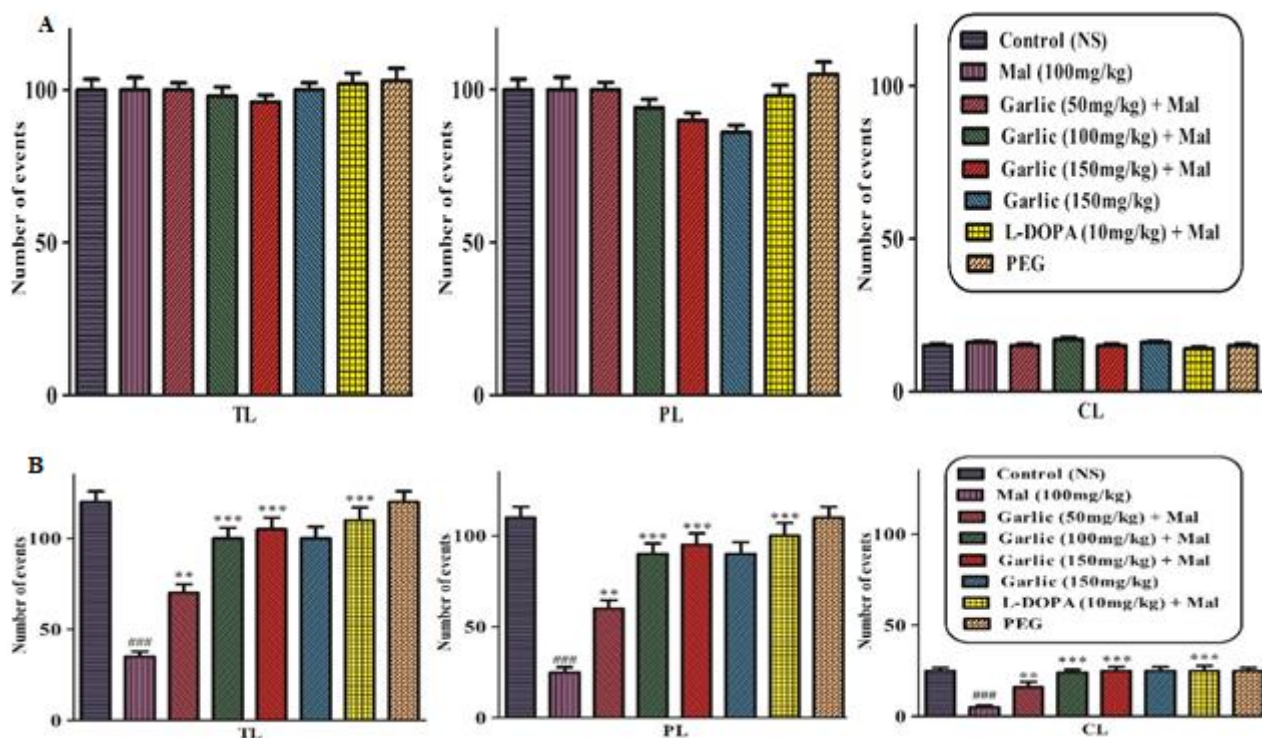 A
Number of events
100
50
0
TL
Number of events
100
50
0
PL
Number of events
100
50
0
CL
Control (NS)
Mal (100mg/kg)
Garlic (50mg/kg) + Mal
Garlic (100mg/kg) + Mal
Garlic (150mg/kg) + Mal
Garlic (150mg/kg)
L-DOPA (10mg/kg) + Mal
PEG
B
Number of events
100
50
0
###
**
***
***
***
TL
Number of events
100
50
0
###
**
***
***
***
PL
Number of events
100
50
0
###
**
***
***
***
CL
Control (NS)
Mal (100mg/kg)
Garlic (50mg/kg) + Mal
Garlic (100mg/kg) + Mal
Garlic (150mg/kg) + Mal
Garlic (150mg/kg)
L-DOPA (10mg/kg) + Mal
PEG